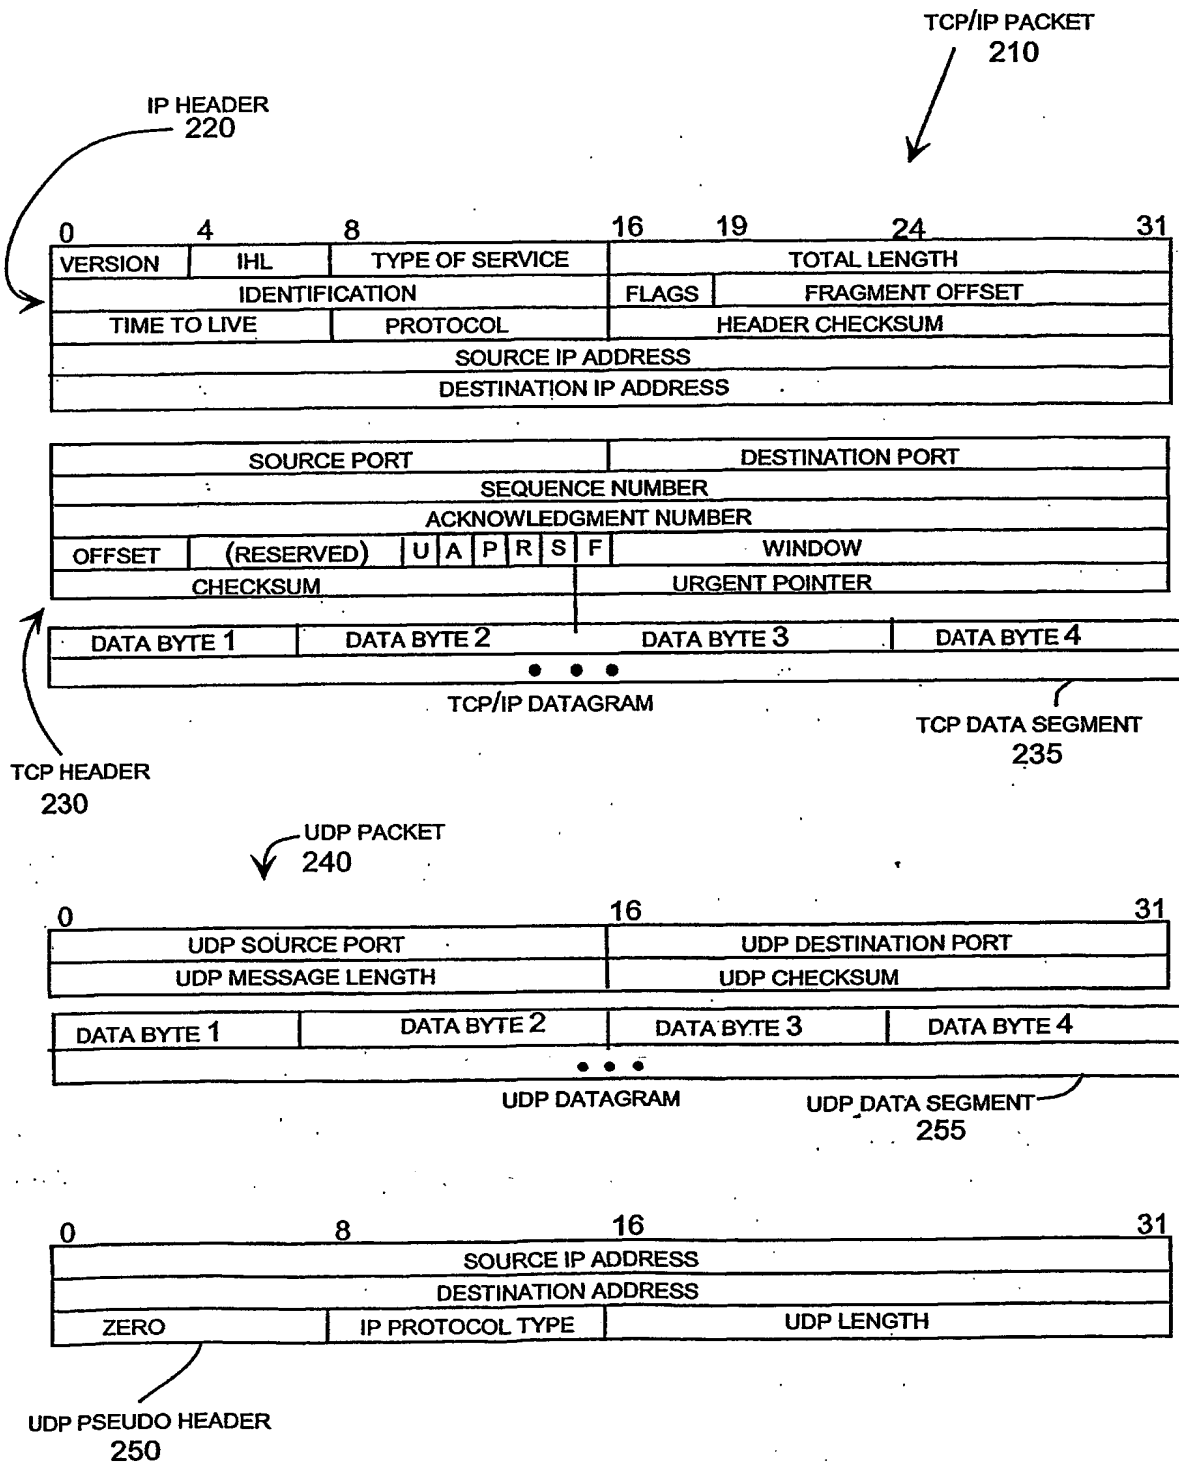 TCP/IP PACKET
210
IP HEADER
220
0 4 8 16 19 24 31
VERSION IHL TYPE OF SERVICE TOTAL LENGTH
IDENTIFICATION FLAGS FRAGMENT OFFSET
TIME TO LIVE PROTOCOL HEADER CHECKSUM
SOURCE IP ADDRESS
DESTINATION IP ADDRESS
SOURCE PORT DESTINATION PORT
SEQUENCE NUMBER
ACKNOWLEDGMENT NUMBER
OFFSET (RESERVED) U A P R S F WINDOW
CHECKSUM URGENT POINTER
DATA BYTE 1 DATA BYTE 2 DATA BYTE 3 DATA BYTE 4
TCP/IP DATAGRAM
TCP DATA SEGMENT
235
TCP HEADER
230
UDP PACKET
240
0 16 31
UDP SOURCE PORT UDP DESTINATION PORT
UDP MESSAGE LENGTH UDP CHECKSUM
DATA BYTE 1 DATA BYTE 2 DATA BYTE 3 DATA BYTE 4
UDP DATAGRAM
UDP DATA SEGMENT
255
0 8 16 31
SOURCE IP ADDRESS
DESTINATION ADDRESS
ZERO IP PROTOCOL TYPE UDP LENGTH
UDP PSEUDO HEADER
250